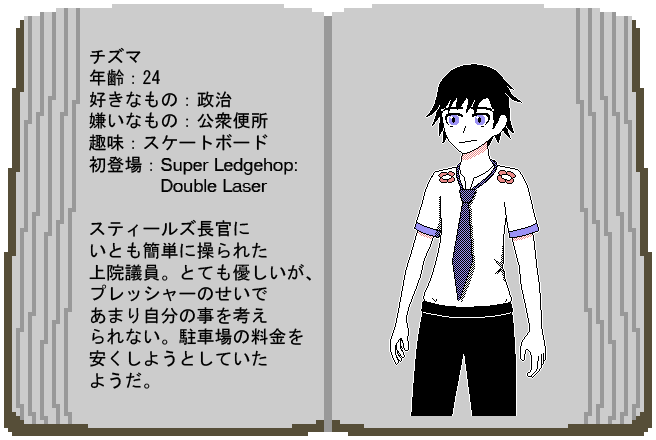 チズマ
年齢：24
好きなもの：政治
嫌いなもの：公衆便所
趣味：スケートボード
初登場：Super Ledgehop:
Double Laser
スティールズ長官に
いとも簡単に操られた
上院議員。とても優しいが、
プレッシャーのせいで
あまり自分の事を考え
られない。駐車場の料金を
安くしようとしていた
ようだ。